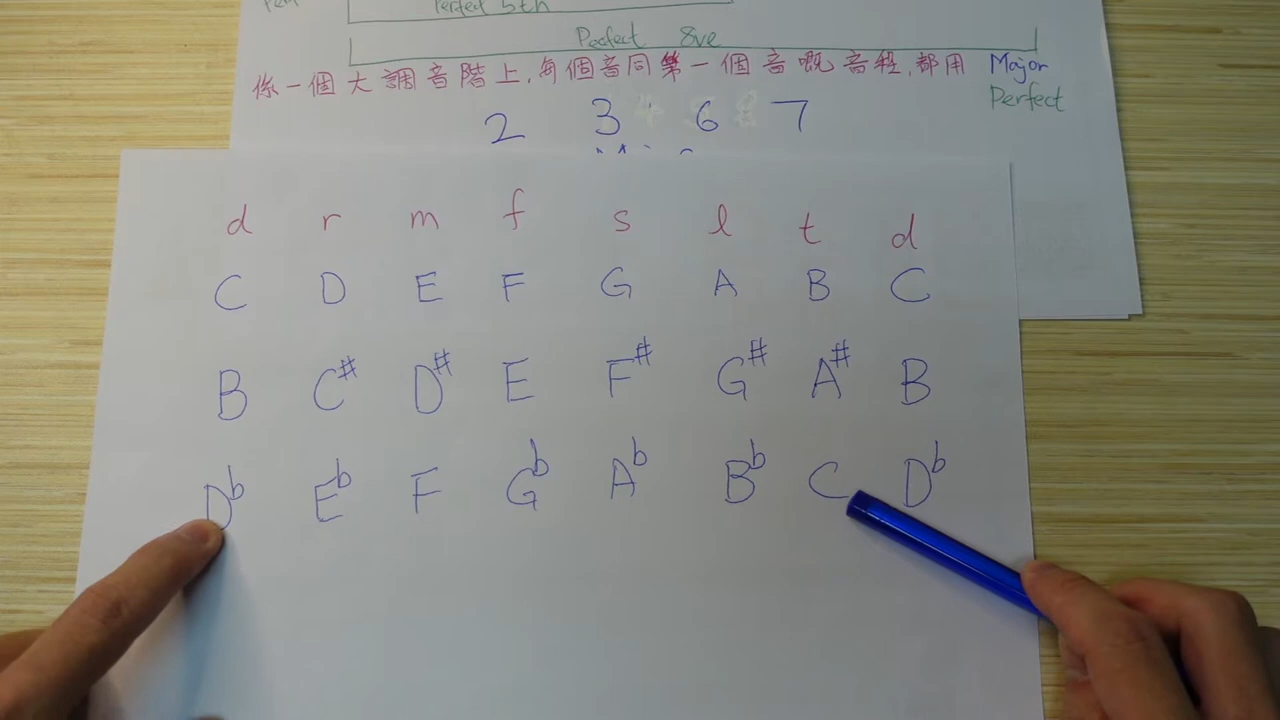 Perfect 5th
Perfect 8ve
係一個大調音階上,每個音同第一個音嘅音程,都用 Major
Perfect
2 3 6 7
d r m f s l t d
C D E F G A B C
B C# D# E F# G# A# B
Db Eb F Gb Ab Bb C Db